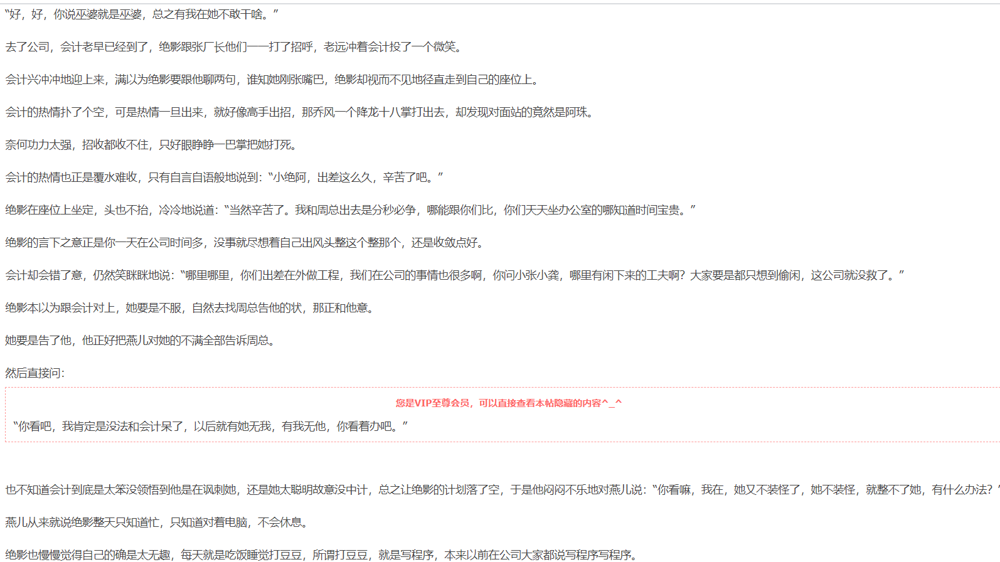 “好，好，你说巫婆就是巫婆，总之有我在她不敢干啥。”
去了公司，会计老早已经到了，绝影跟张厂长他们一一打了招呼，老远冲着会计投了一个微笑。
会计兴冲冲地迎上来，满以为绝影要跟他聊两句，谁知她刚张嘴巴，绝影却视而不见地径直走到自己的座位上。
会计的热情扑了个空，可是热情一旦出来，就好像高手出招，那乔风一个降龙十八掌打出去，却发现对面站的竟然是阿珠。
奈何功力太强，招收都收不住，只好眼睁睁一巴掌把她打死。
会计的热情也正是覆水难收，只有自言自语般地说到：“小绝阿，出差这么久，辛苦了吧。”
绝影在座位上坐定，头也不抬，冷冷地说道：“当然辛苦了。我和周总出去是分秒必争，哪能跟你们比，你们天天坐办公室的哪知道时间宝贵。”
绝影的言下之意正是你一天在公司时间多，没事就尽想着自己出风头整这个整那个，还是收敛点好。
会计却会错了意，仍然笑眯眯地说：“哪里哪里，你们出差在外做工程，我们在公司的事情也很多啊，你问小张小龚，哪里有闲下来的工夫啊？大家要是都只想到偷闲，这公司就没救了。”
绝影本以为跟会计对上，她要是不服，自然去找周总告他的状，那正和他意。
她要是告了他，他正好把燕儿对她的不满全部告诉周总。
然后直接问：
您是VIP至尊会员，可以直接查看本帖隐藏的内容^_^
“你看吧，我肯定是没法和会计呆了，以后就有她无我，有我无他，你看着办吧。”
也不知道会计到底是太笨没领悟到他是在讽刺她，还是她太聪明故意没中计，总之让绝影的计划落了空，于是他闷闷不乐地对燕儿说：“你看嘛，我在，她又不装怪了，她不装怪，就整不了她，有什么办法？”
燕儿从来就说绝影整天只知道忙，只知道对着电脑，不会休息。
绝影也慢慢觉得自己的确是太无趣，每天就是吃饭睡觉打豆豆，所谓打豆豆，就是写程序，本来以前在公司大家都说写程序写程序。